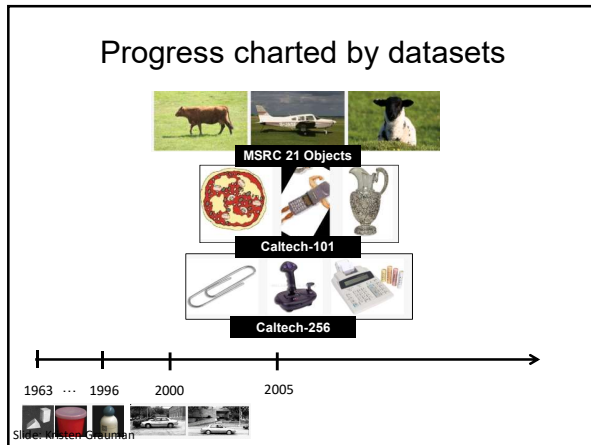 Progress charted by datasets
MSRC 21 Objects
Caltech-101
Caltech-256
1963 … 1996 2000 2005
Slide: Kristen Grauman